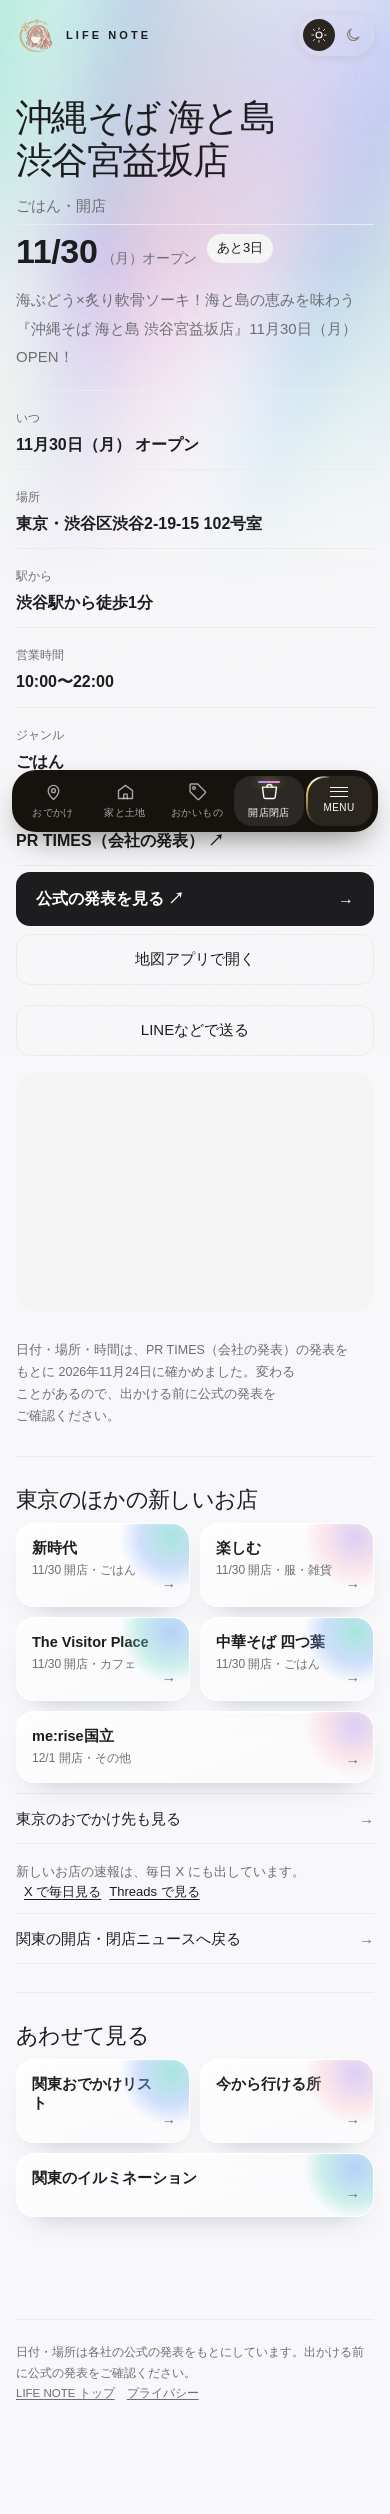 LIFE NOTE
沖縄そば 海と島
渋谷宮益坂店
ごはん・開店
11/30 （月）オープン あと3日
海ぶどう×炙り軟骨ソーキ！海と島の恵みを味わう
『沖縄そば 海と島 渋谷宮益坂店』11月30日（月）
OPEN！
いつ
11月30日（月） オープン
場所
東京・渋谷区渋谷2-19-15 102号室
駅から
渋谷駅から徒歩1分
営業時間
10:00〜22:00
ジャンル
ごはん
おでかけ 家と土地 おかいもの 開店閉店 MENU
PR TIMES（会社の発表） ↗
公式の発表を見る ↗ →
地図アプリで開く
LINEなどで送る
日付・場所・時間は、PR TIMES（会社の発表）の発表を
もとに 2026年11月24日に確かめました。変わる
ことがあるので、出かける前に公式の発表を
ご確認ください。
東京のほかの新しいお店
新時代
11/30 開店・ごはん
→
楽しむ
11/30 開店・服・雑貨
→
The Visitor Place
11/30 開店・カフェ
→
中華そば 四つ葉
11/30 開店・ごはん
→
me:rise国立
12/1 開店・その他
→
東京のおでかけ先も見る →
新しいお店の速報は、毎日 X にも出しています。
X で毎日見る Threads で見る
関東の開店・閉店ニュースへ戻る →
あわせて見る
関東おでかけリス
ト
→
今から行ける所
→
関東のイルミネーション
→
日付・場所は各社の公式の発表をもとにしています。出かける前
に公式の発表をご確認ください。
LIFE NOTE トップ プライバシー